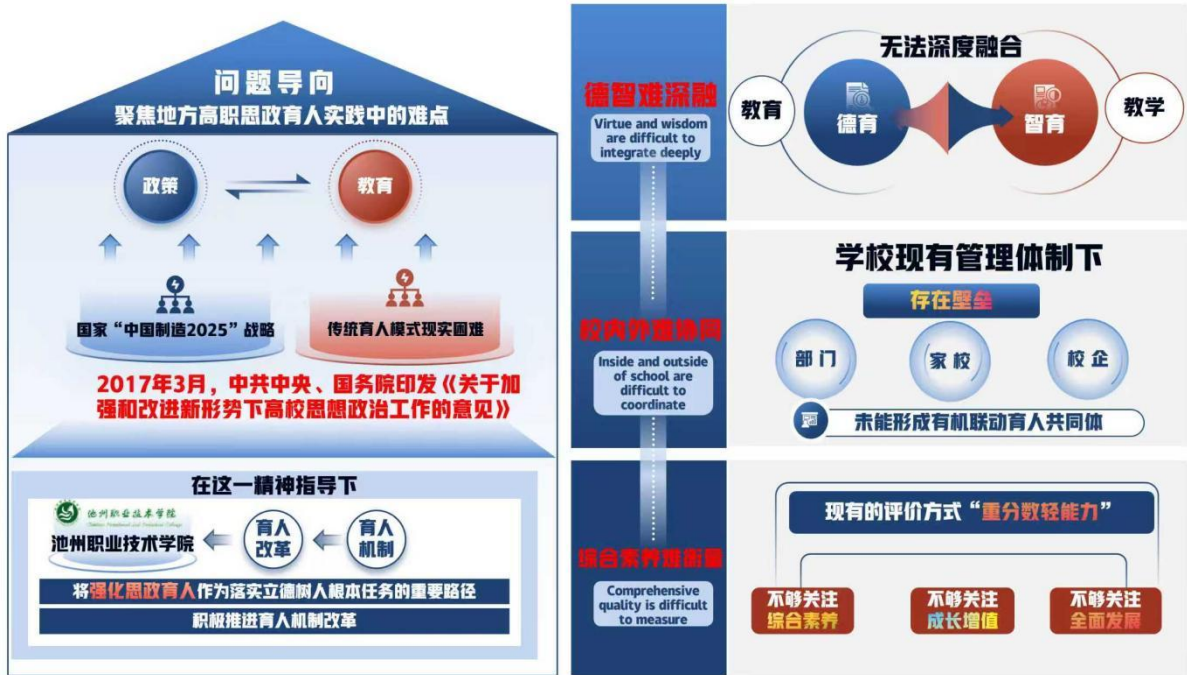 问题导向
聚焦地方高职思政育人实践中的难点
政策
教育
国家“中国制造2025”战略
传统育人模式现实困难
2017年3月，中共中央、国务院印发《关于加
强和改进新形势下高校思想政治工作的意见》
在这一精神指导下
池州职业技术学院
池州职业技术学院
育人
改革
育人
机制
将强化思政育人作为落实立德树人根本任务的重要路径
积极推进育人机制改革
德智难深融
Virtue and wisdom
are difficult to
integrate deeply
无法深度融合
教育
德育
智育
教学
校内外难协同
Inside and outside
of school are
difficult to
coordinate
学校现有管理体制下
存在壁垒
部门
家校
校企
未能形成有机联动育人共同体
综合素养难衡量
Comprehensive
quality is difficult
to measure
现有的评价方式“重分数轻能力”
不够关注
综合素养
不够关注
成长增值
不够关注
全面发展